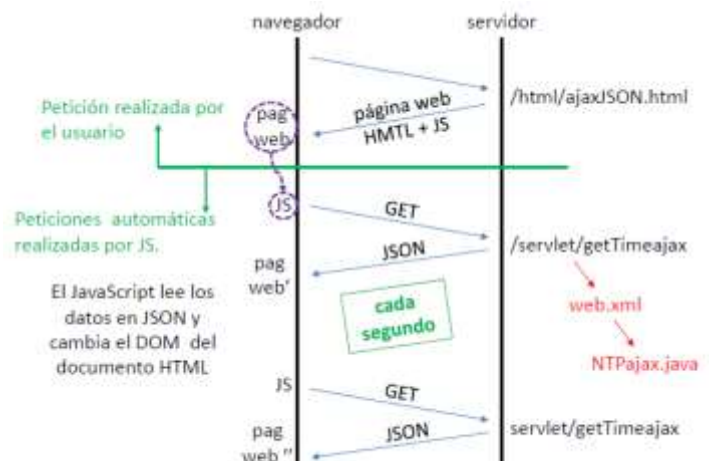 navegador
servidor
/html/ajaxJSON.html
página web
HMTL + JS
Petición realizada por
el usuario
pag
web
Peticiones automáticas
realizadas por JS.
JS
GET
JSON
/servlet/getTimeajax
pag
web'
El JavaScript lee los
datos en JSON y
cambia el DOM del
documento HTML
cada
segundo
web.xml
NTPajax.java
JS
GET
JSON
servlet/getTimeajax
pag
web ''